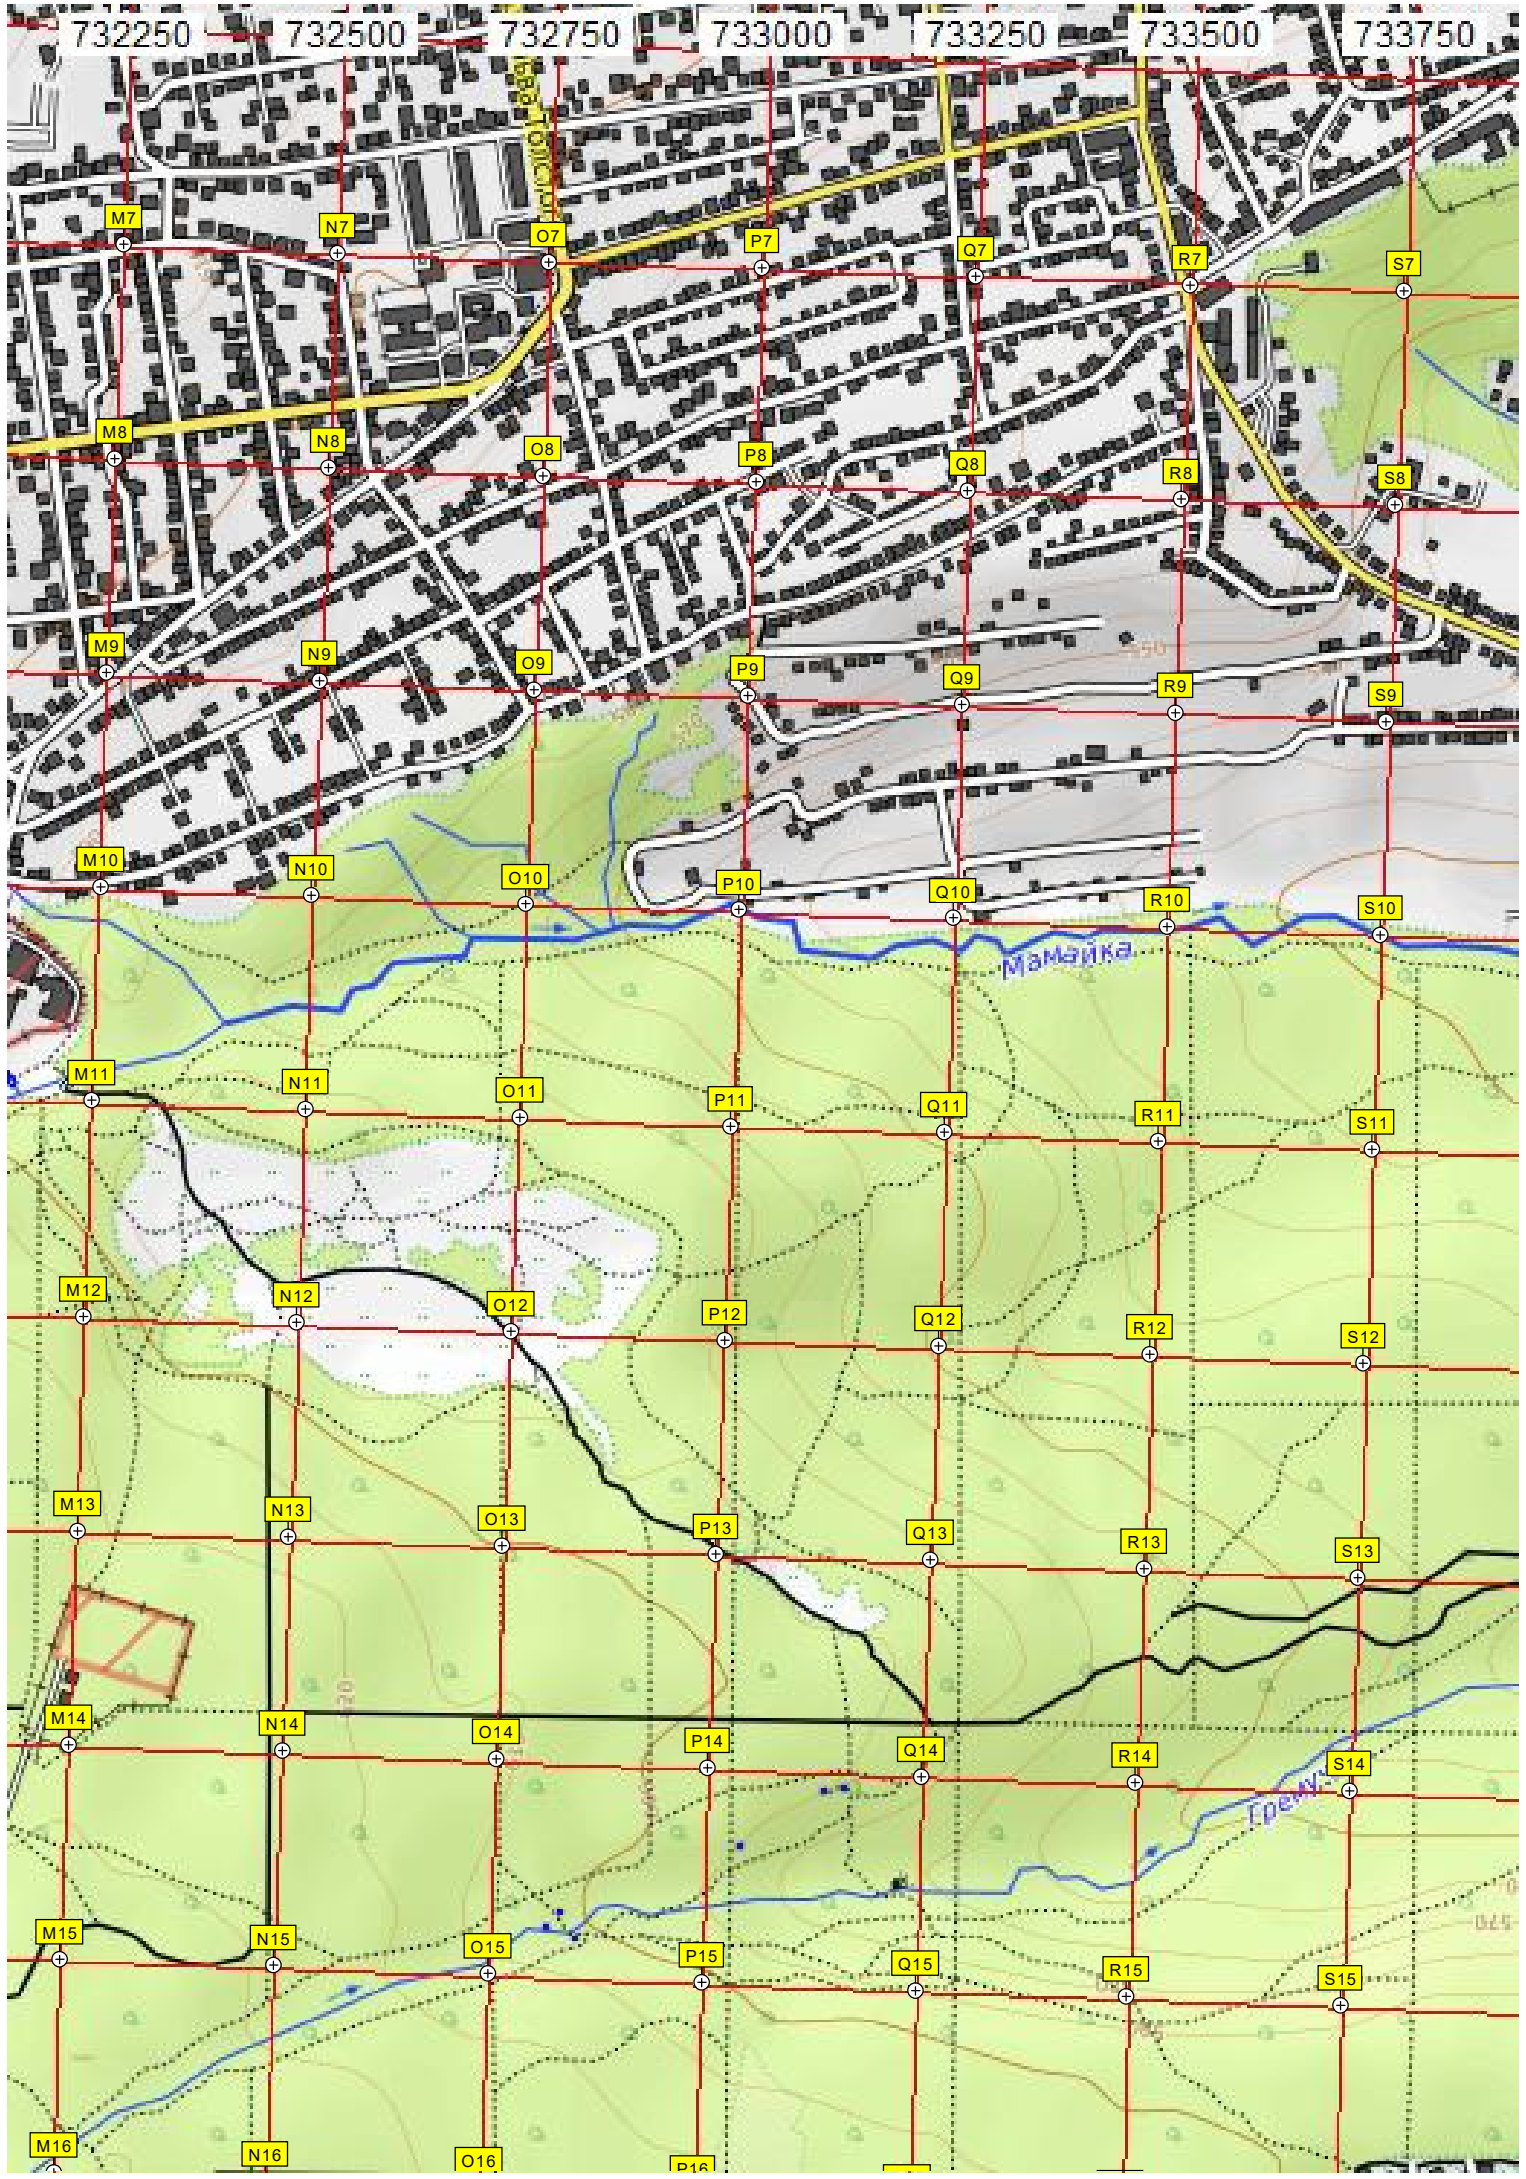 732250 732500 732750 733000 733250 733500 733750
M7 N7 O7 P7 Q7 R7 S7
M8 N8 O8 P8 Q8 R8 S8
M9 N9 O9 P9 Q9 R9 S9
M10 N10 O10 P10 Q10 R10 S10
Мамайка
M11 N11 O11 P11 Q11 R11 S11
M12 N12 O12 P12 Q12 R12 S12
M13 N13 O13 P13 Q13 R13 S13
M14 N14 O14 P14 Q14 R14 S14
M15 N15 O15 P15 Q15 R15 S15
570
M16 N16 O16 P16